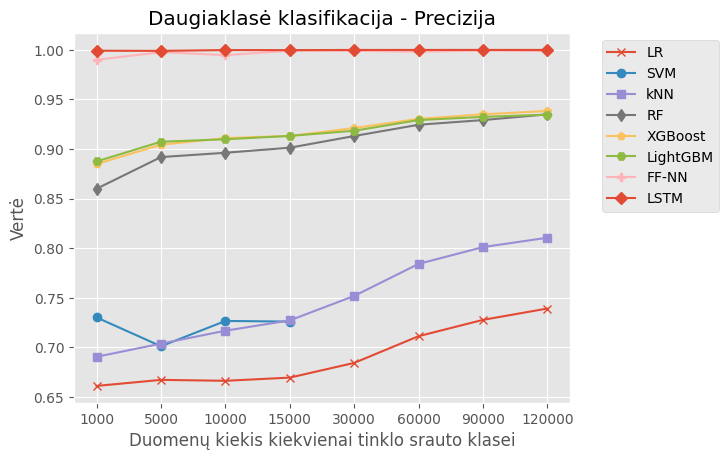 Daugiaklasė klasifikacija - Precizija
1.00
0.95
0.90
0.85
0.80
0.75
0.70
0.65
Vertė
1000 5000 10000 15000 30000 60000 90000 120000
Duomenų kiekis kiekvienai tinklo srauto klasei
LR
SVM
kNN
RF
XGBoost
LightGBM
FF-NN
LSTM